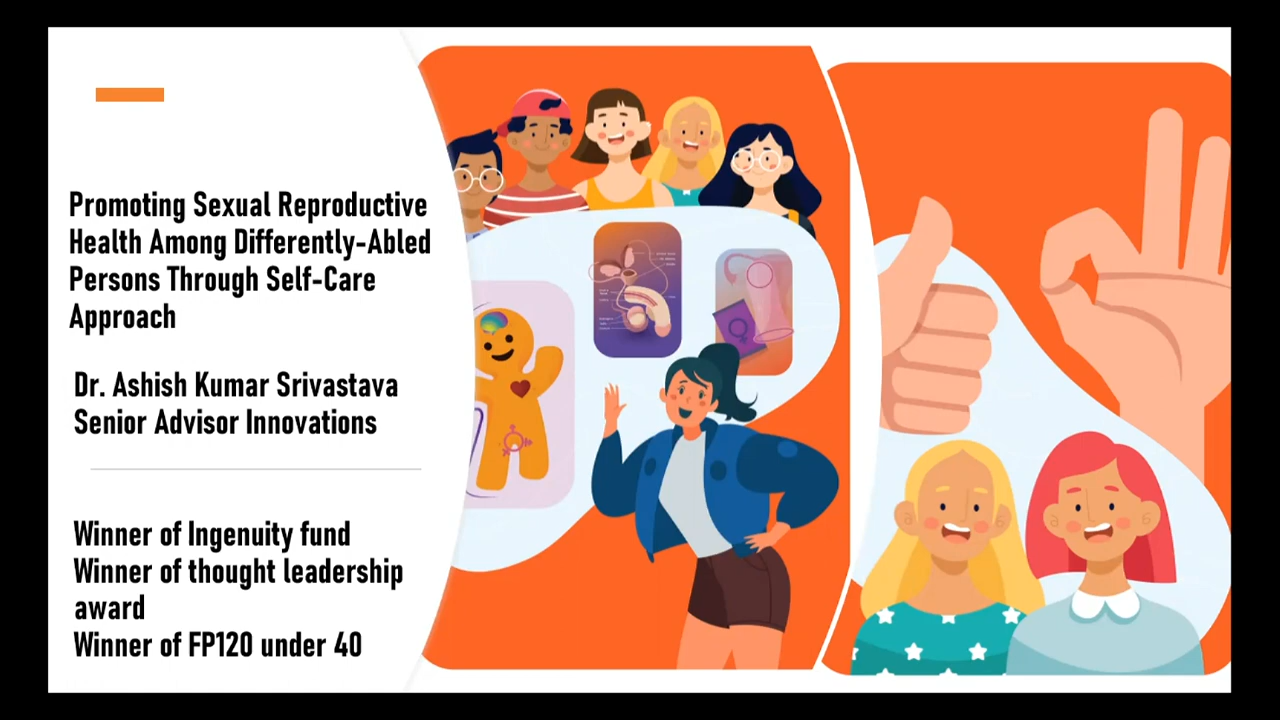 Promoting Sexual Reproductive
Health Among Differently-Abled
Persons Through Self-Care
Approach
Dr. Ashish Kumar Srivastava
Senior Advisor Innovations
Winner of Ingenuity fund
Winner of thought leadership
award
Winner of FP120 under 40